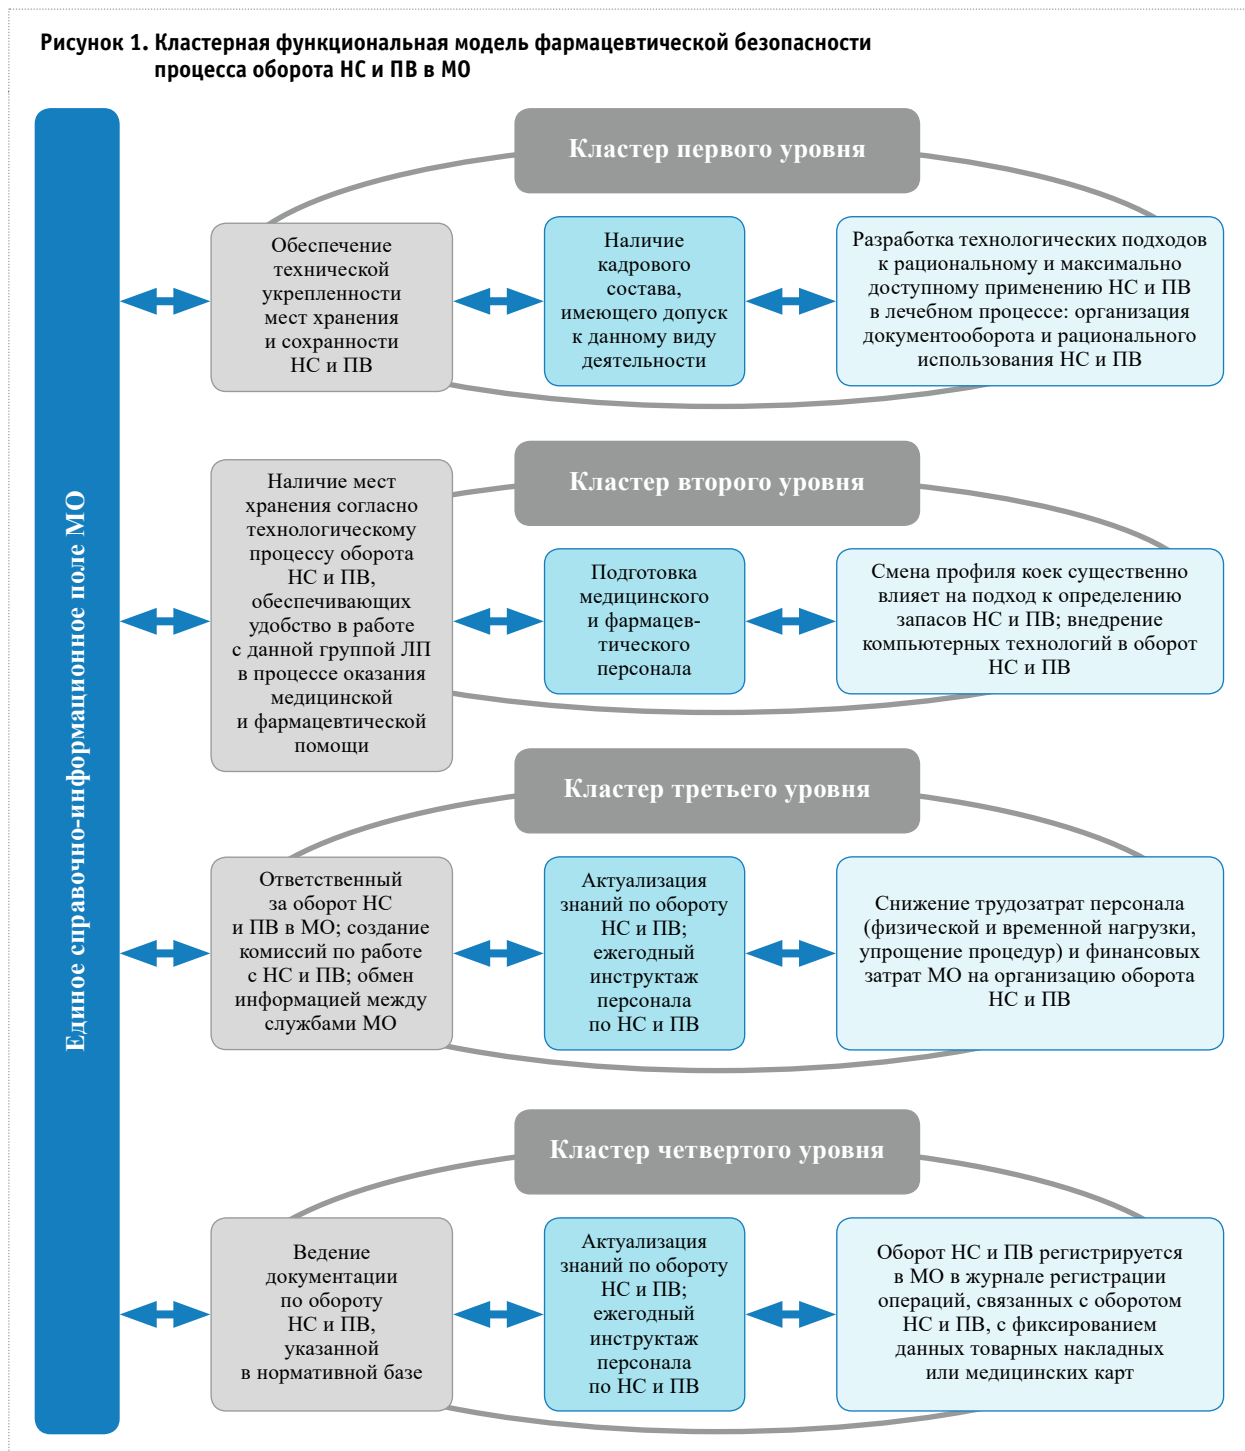 Рисунок 1. Кластерная функциональная модель фармацевтической безопасности
процесса оборота НС и ПВ в МО
Единое справочно-информационное поле МО
Кластер первого уровня
Обеспечение
технической
укрепленности
мест хранения
и сохранности
НС и ПВ
Наличие
кадрового
состава,
имеющего допуск
к данному виду
деятельности
Разработка технологических подходов
к рациональному и максимально
доступному применению НС и ПВ
в лечебном процессе: организация
документооборота и рационального
использования НС и ПВ
Кластер второго уровня
Наличие мест
хранения согласно
технологическому
процессу оборота
НС и ПВ,
обеспечивающих
удобство в работе
с данной группой ЛП
в процессе оказания
медицинской
и фармацевтической
помощи
Подготовка
медицинского
и фармацев-
тического
персонала
Смена профиля коек существенно
влияет на подход к определению
запасов НС и ПВ; внедрение
компьютерных технологий в оборот
НС и ПВ
Кластер третьего уровня
Ответственный
за оборот НС
и ПВ в МО; создание
комиссий по работе
с НС и ПВ; обмен
информацией между
службами МО
Актуализация
знаний по обороту
НС и ПВ;
ежегодный
инструктаж
персонала
по НС и ПВ
Снижение трудозатрат персонала
(физической и временной нагрузки,
упрощение процедур) и финансовых
затрат МО на организацию оборота
НС и ПВ
Кластер четвертого уровня
Ведение
документации
по обороту
НС и ПВ,
указанной
в нормативной базе
Актуализация
знаний по обороту
НС и ПВ;
ежегодный
инструктаж
персонала
по НС и ПВ
Оборот НС и ПВ регистрируется
в МО в журнале регистрации
операций, связанных с оборотом
НС и ПВ, с фиксированием
данных товарных накладных
или медицинских карт